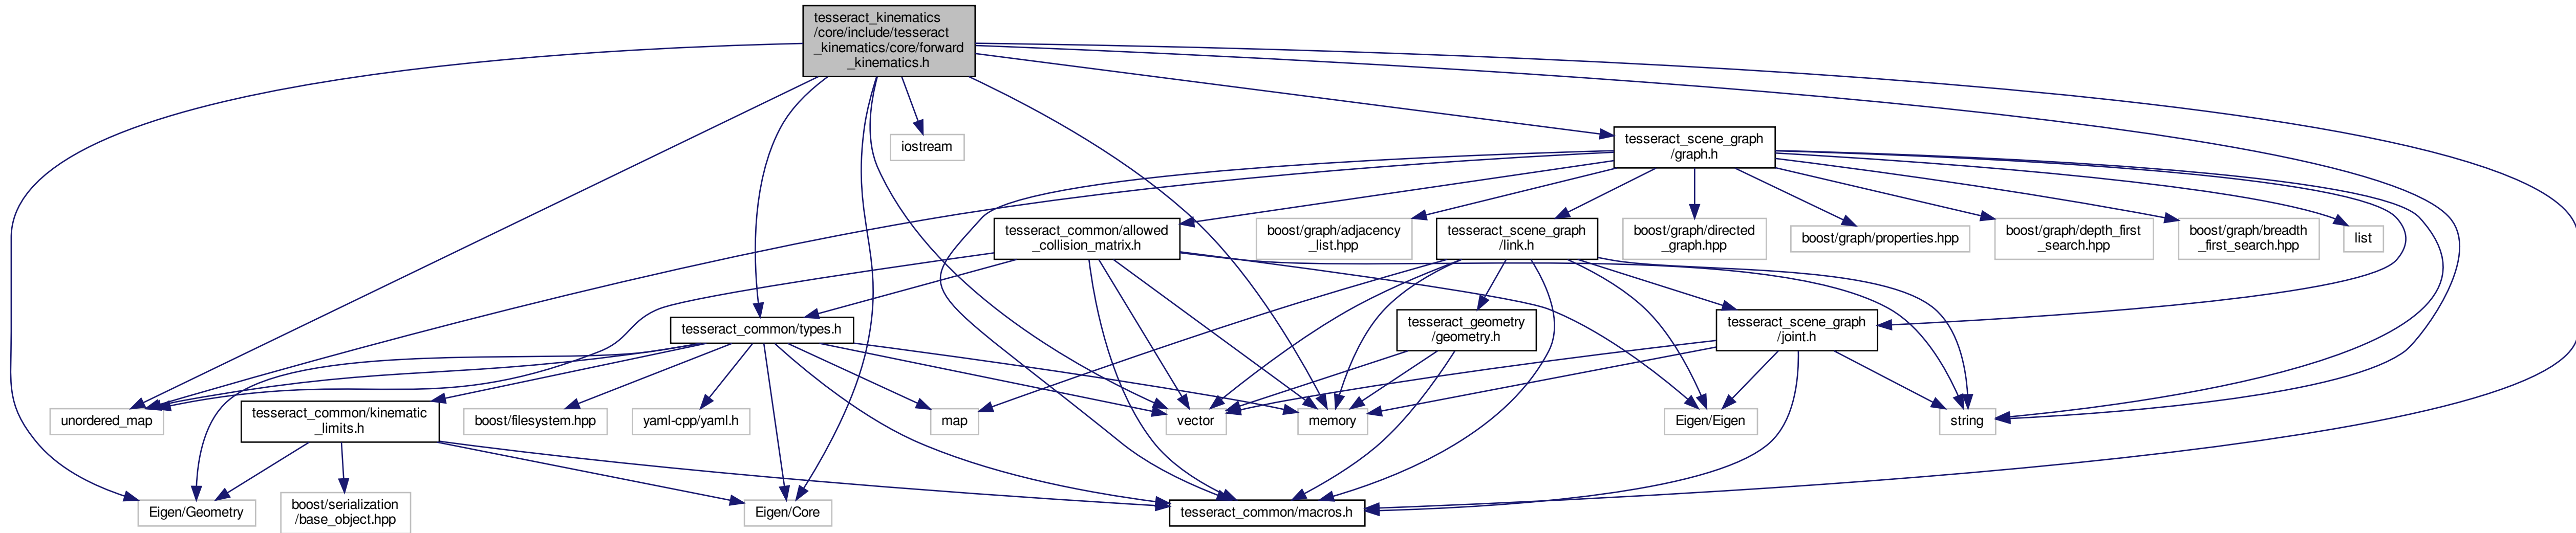 tesseract_kinematics
/core/include/tesseract
_kinematics/core/forward
_kinematics.h
iostream
tesseract_scene_graph
/graph.h
tesseract_common/allowed
_collision_matrix.h
boost/graph/adjacency
_list.hpp
tesseract_scene_graph
/link.h
boost/graph/directed
_graph.hpp
boost/graph/properties.hpp
boost/graph/depth_first
_search.hpp
boost/graph/breadth
_first_search.hpp
list
tesseract_common/types.h
tesseract_geometry
/geometry.h
tesseract_scene_graph
/joint.h
unordered_map
tesseract_common/kinematic
_limits.h
boost/filesystem.hpp
yaml-cpp/yaml.h
map
vector
memory
Eigen/Eigen
string
Eigen/Geometry
boost/serialization
/base_object.hpp
Eigen/Core
tesseract_common/macros.h